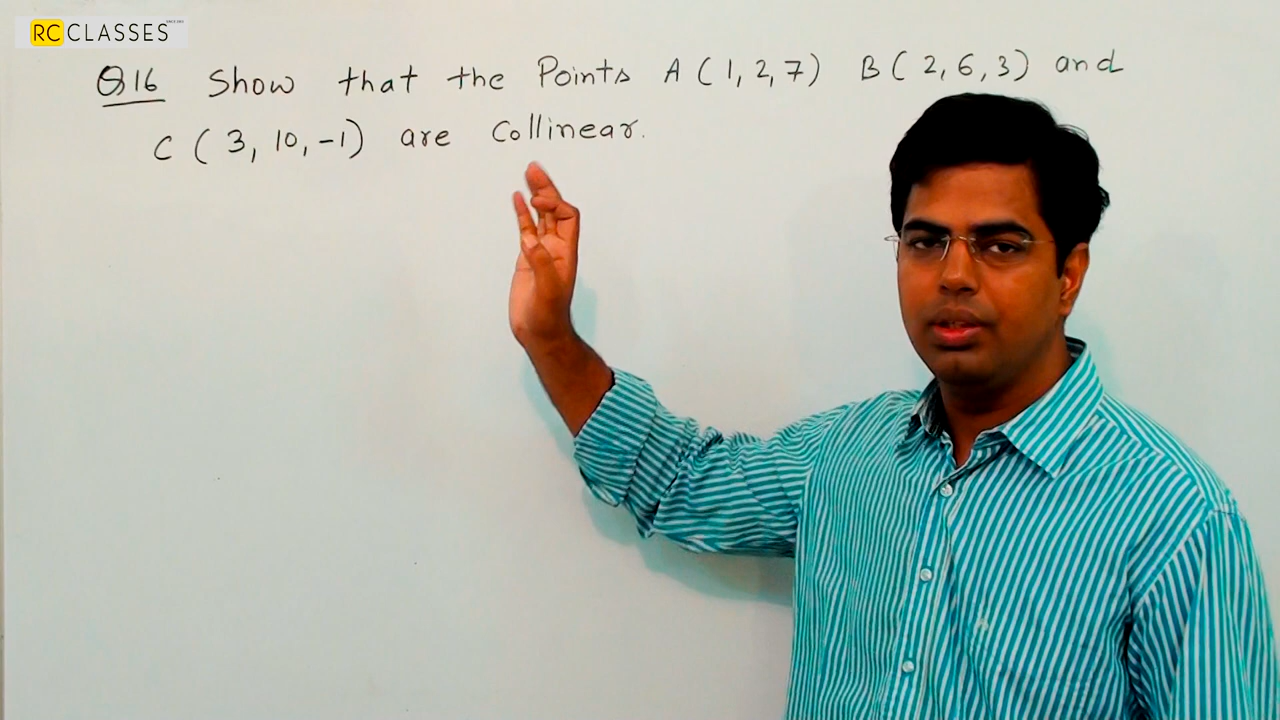 RC CLASSES
Q16 Show that the Points A (1, 2, 7) B (2, 6, 3) and
C (3, 10, -1) are Collinear.